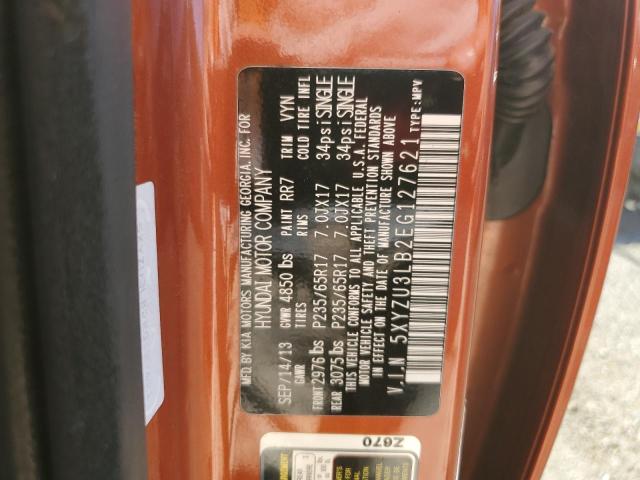 MFD. BY KIA MOTORS MANUFACTURING GEORGIA, INC. FOR
HYUNDAI MOTOR COMPANY
SEP/14/13 GVWR 4850 lbs PAINT RR7 TRIM VYN
GAWR TIRES COLD TIRE INFL
FRONT 2976 lbs P235/65R17 7.0JX17 34psi SINGLE
REAR 3075 lbs P235/65R17 7.0JX17 34psi SINGLE
THIS VEHICLE CONFORMS TO ALL APPLICABLE U.S.A. FEDERAL
MOTOR VEHICLE SAFETY AND THEFT PREVENTION STANDARDS
IN EFFECT ON THE DATE OF MANUFACTURE SHOWN ABOVE
V.I.N 5XYZU3LB2EG127621 TYPE:MPV
Z670